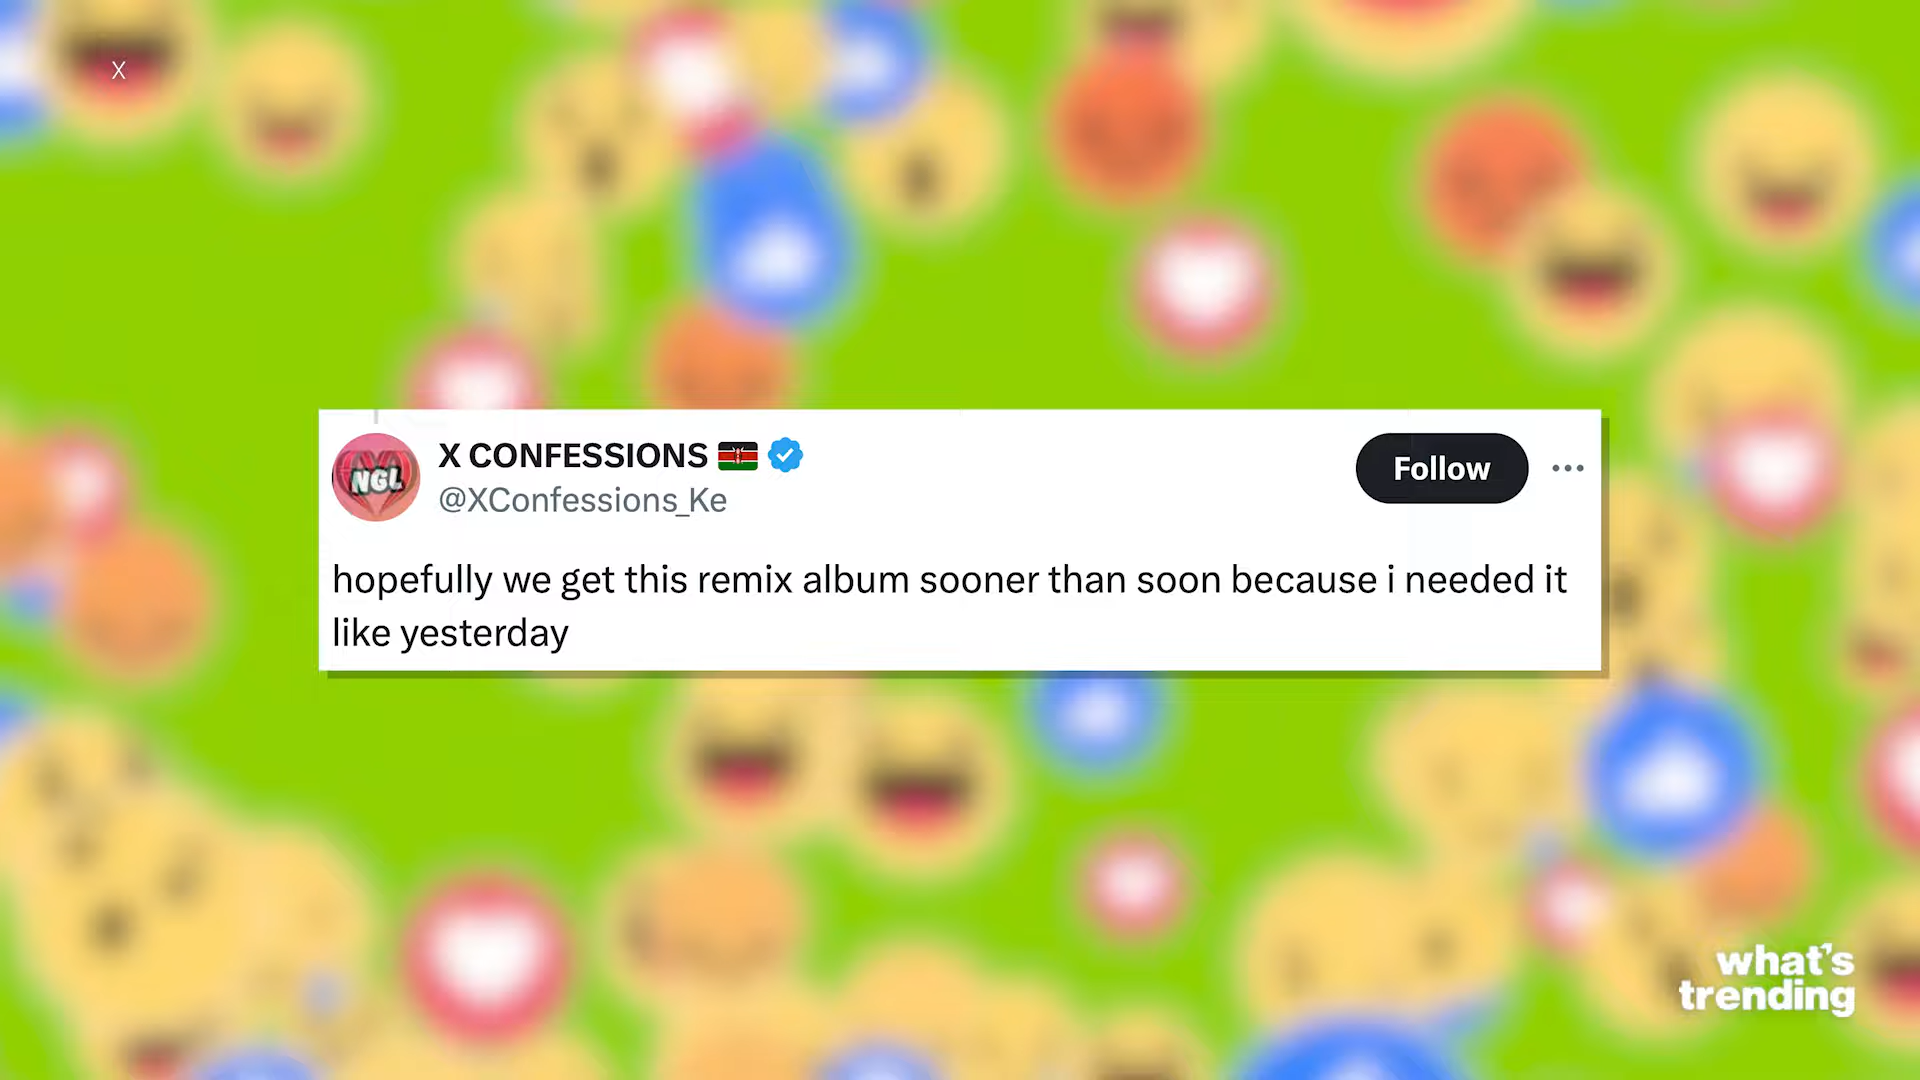 X
X CONFESSIONS
@XConfessions_Ke
NGL
Follow
hopefully we get this remix album sooner than soon because i needed it
like yesterday
what's
trending